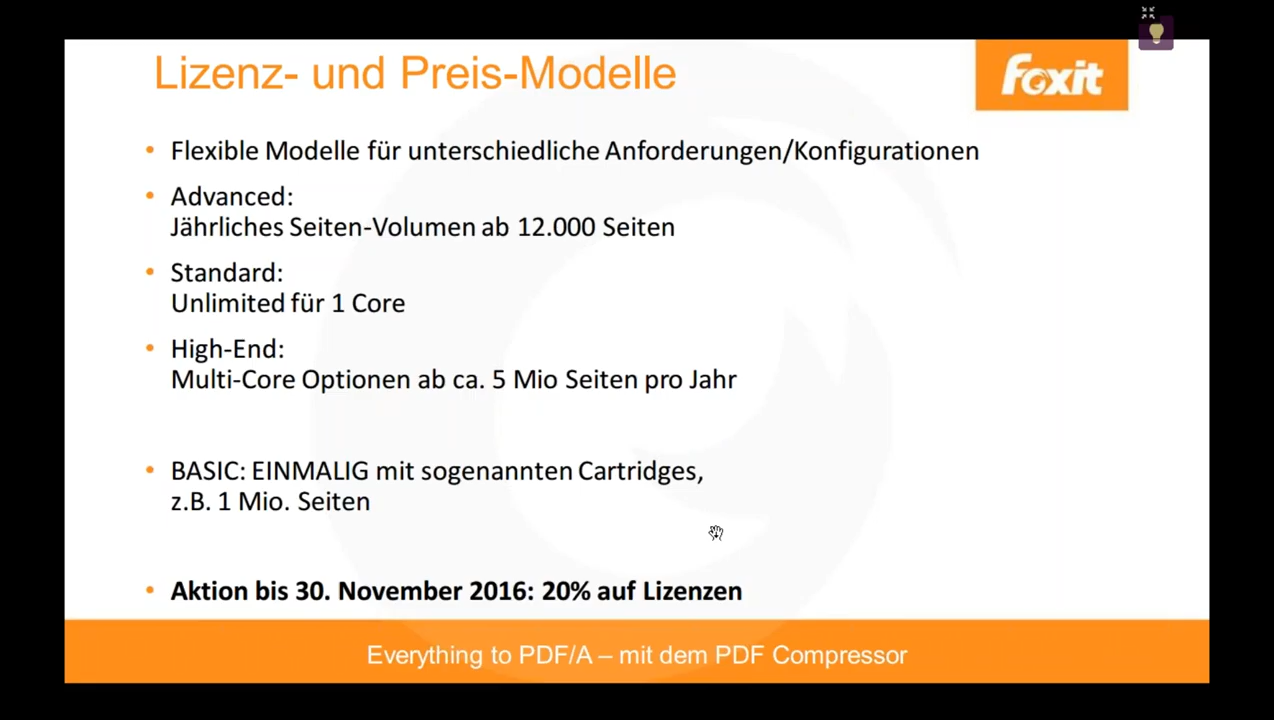 Lizenz- und Preis-Modelle
Foxit
Flexible Modelle für unterschiedliche Anforderungen/Konfigurationen
Advanced:
Jährliches Seiten-Volumen ab 12.000 Seiten
Standard:
Unlimited für 1 Core
High-End:
Multi-Core Optionen ab ca. 5 Mio Seiten pro Jahr
BASIC: EINMALIG mit sogenannten Cartridges,
z.B. 1 Mio. Seiten
Aktion bis 30. November 2016: 20% auf Lizenzen
Everything to PDF/A – mit dem PDF Compressor